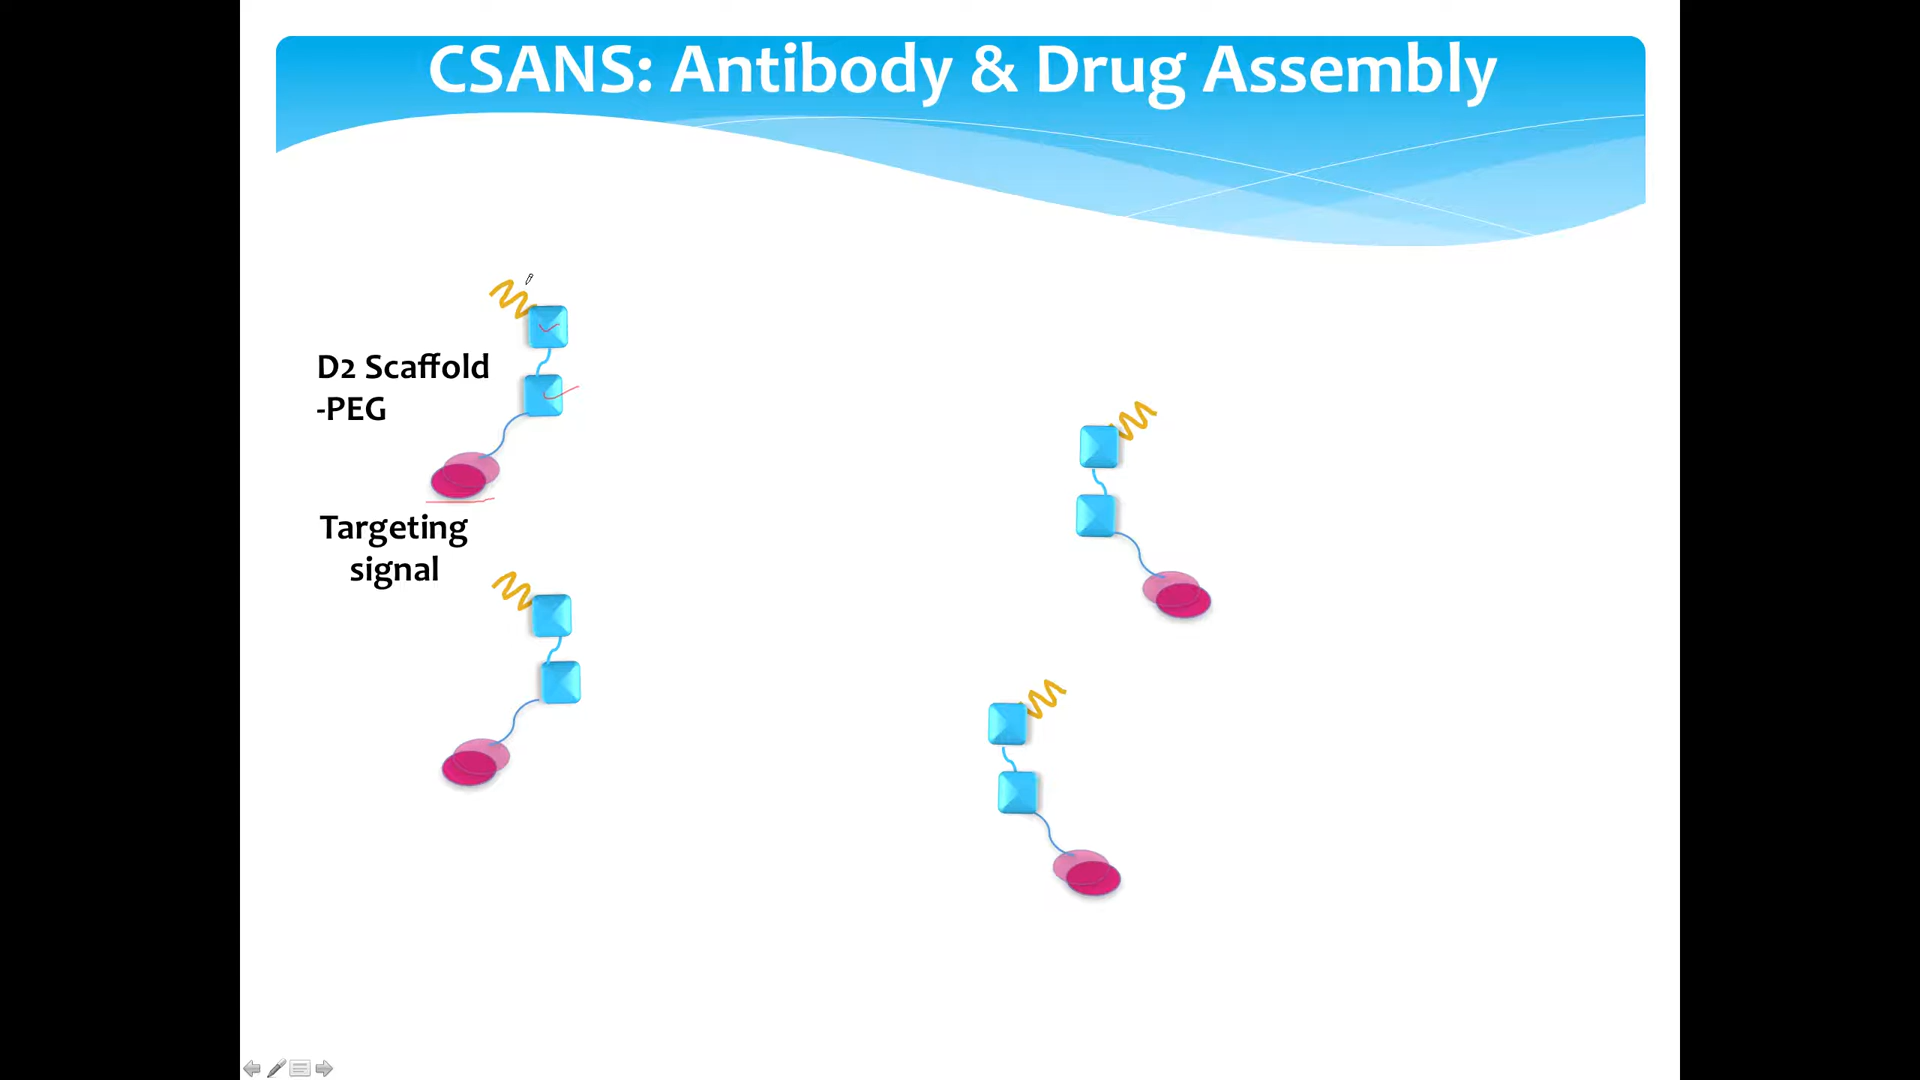 CSANS: Antibody & Drug Assembly
D2 Scaffold
-PEG
Targeting
signal